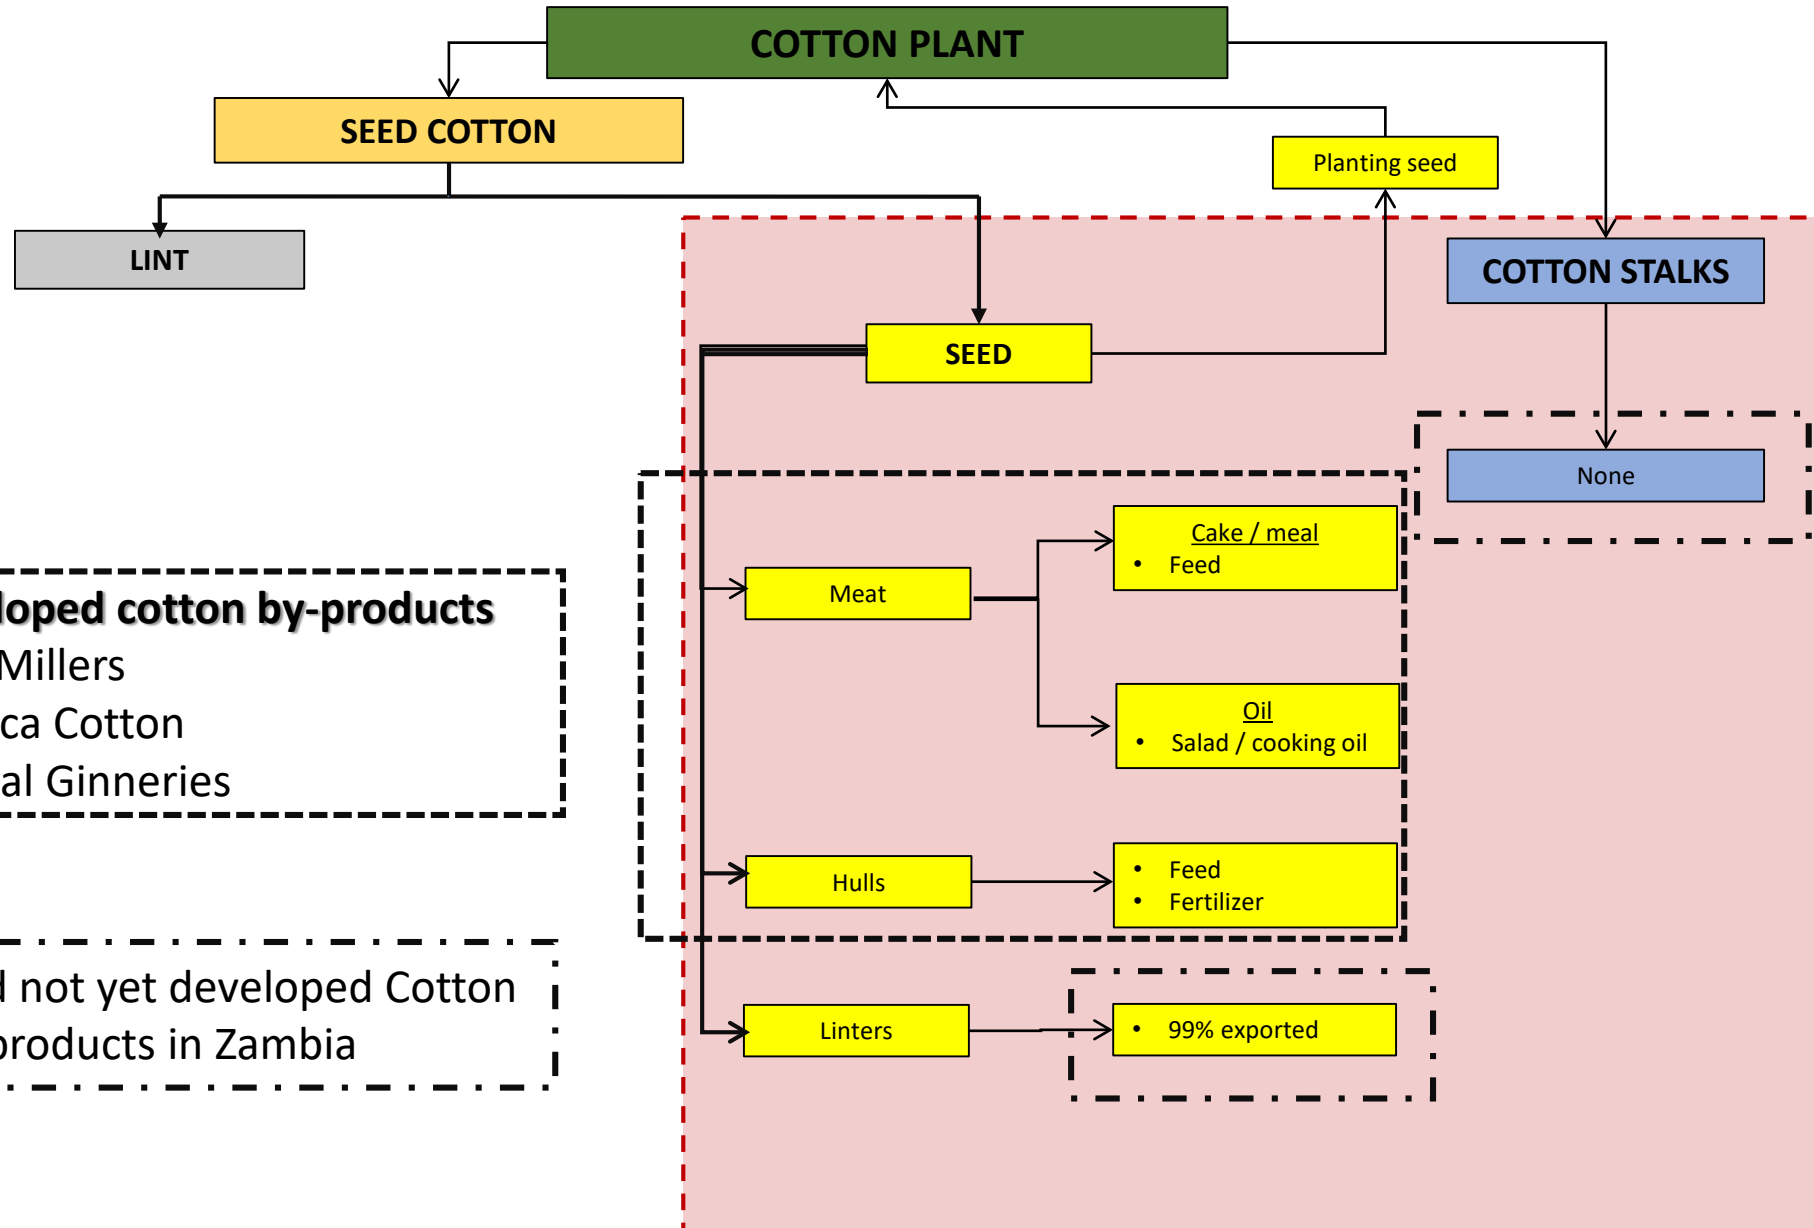 COTTON PLANT
SEED COTTON
Planting seed
LINT
COTTON STALKS
SEED
None
Cake / meal
• Feed
Meat
Oil
• Salad / cooking oil
loped cotton by-products
Millers
ca Cotton
al Ginneries
Hulls
• Feed
• Fertilizer
d not yet developed Cotton
products in Zambia
Linters
• 99% exported